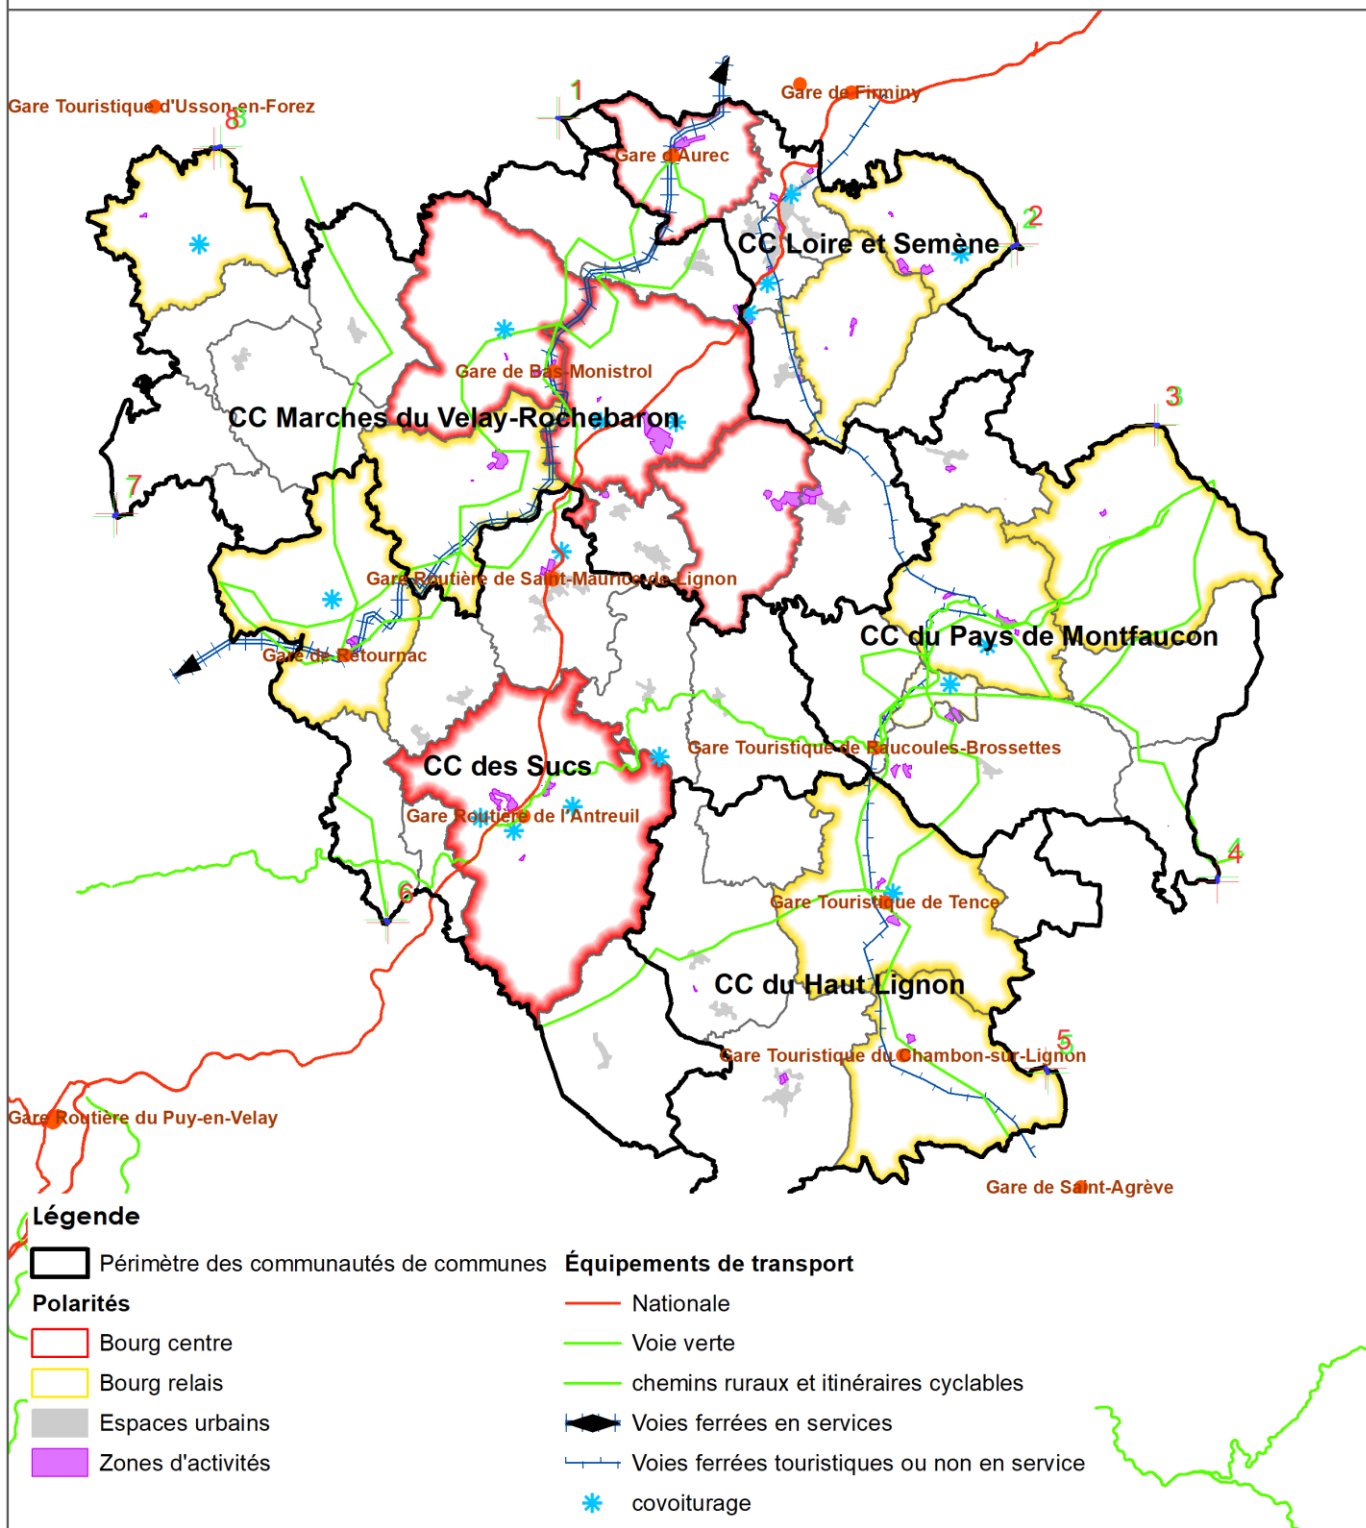 1
Gare de Firminy
Gare Touristique d'Usson-en-Forez
8
8
Gare d'Aurec
2
2
CC Loire et Semène
Gare de Bas-Monistrol
3
3
CC Marches du Velay-Rochebaron
7
Gare Routière de Saint-Maurice-de-Lignon
CC du Pays de Montfaucon
Gare de Retournac
Gare Touristique de Raucoules-Brossettes
CC des Sucs
Gare Routière de l'Antreuil
4
6
Gare Touristique de Tence
CC du Haut Lignon
5
5
Gare Touristique du Chambon-sur-Lignon
Gare Routière du Puy-en-Velay
Gare de Saint-Agrève
Légende
Périmètre des communautés de communes
Polarités
Bourg centre
Bourg relais
Espaces urbains
Zones d'activités
Équipements de transport
Nationale
Voie verte
chemins ruraux et itinéraires cyclables
Voies ferrées en services
Voies ferrées touristiques ou non en service
covoiturage